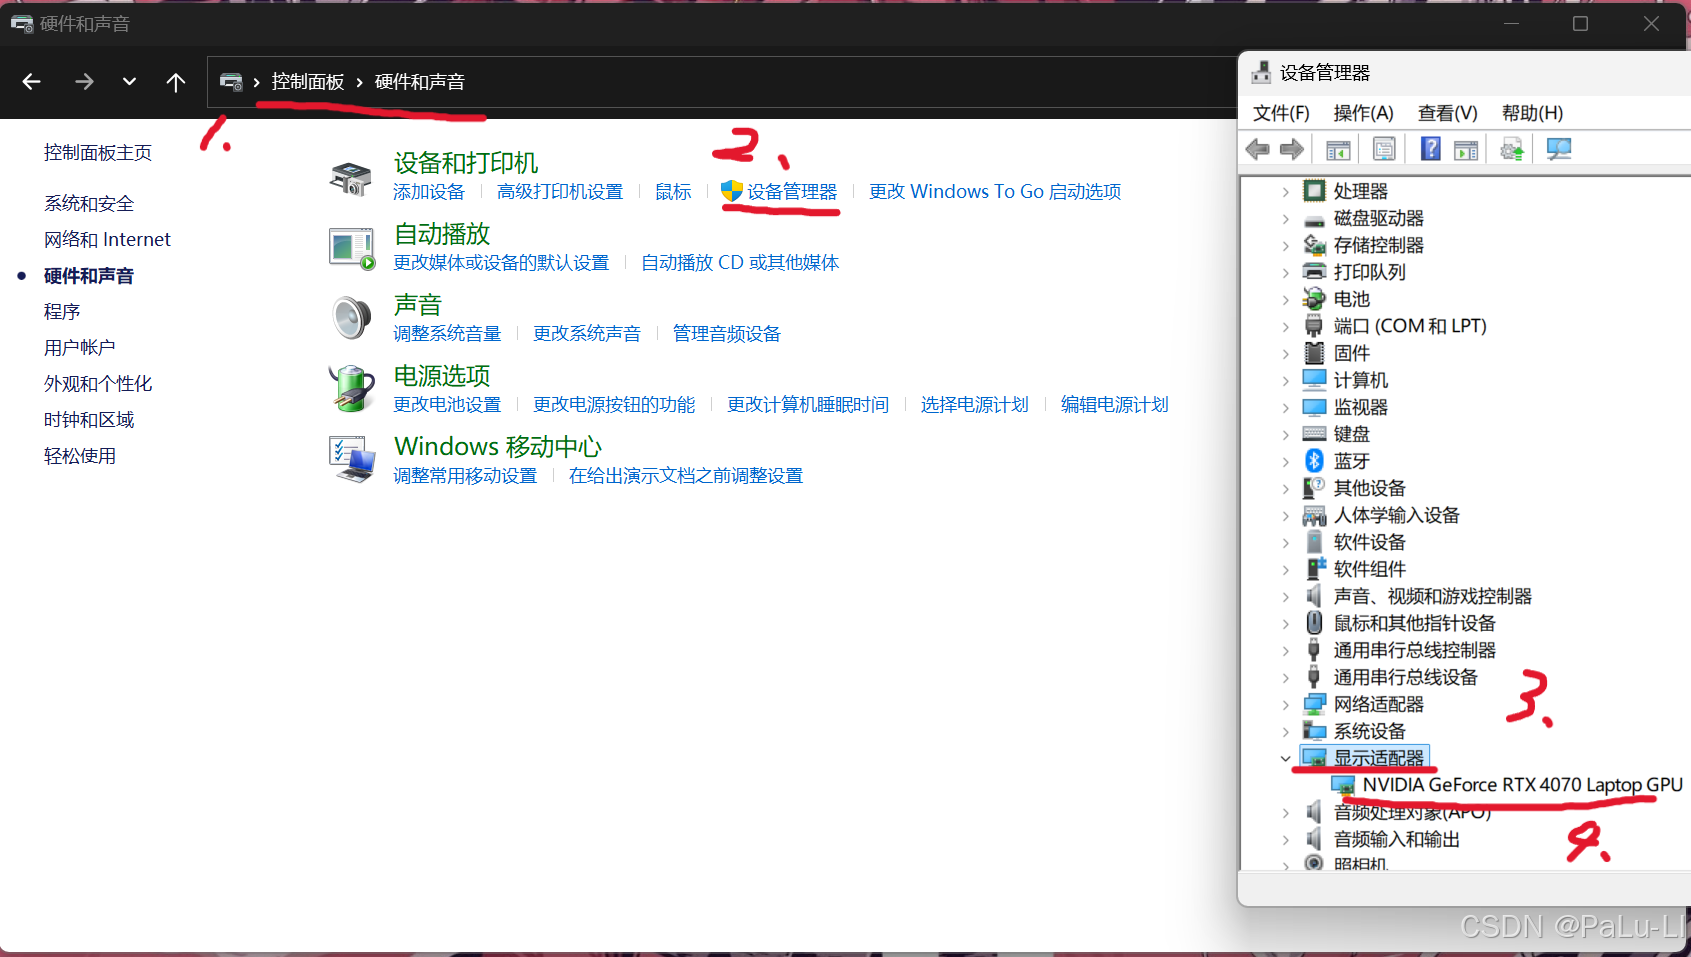 硬件和声音
控制面板 › 硬件和声音
1.
控制面板主页
系统和安全
网络和 Internet
硬件和声音
程序
用户帐户
外观和个性化
时钟和区域
轻松使用
2、
设备和打印机
添加设备 高级打印机设置 鼠标 设备管理器 更改 Windows To Go 启动选项
自动播放
更改媒体或设备的默认设置 自动播放 CD 或其他媒体
声音
调整系统音量 更改系统声音 管理音频设备
电源选项
更改电池设置 更改电源按钮的功能 更改计算机睡眠时间 选择电源计划 编辑电源计划
Windows 移动中心
调整常用移动设置 在给出演示文档之前调整设置
设备管理器
文件(F) 操作(A) 查看(V) 帮助(H)
处理器
磁盘驱动器
存储控制器
打印队列
电池
端口 (COM 和 LPT)
固件
计算机
监视器
键盘
蓝牙
其他设备
人体学输入设备
软件设备
软件组件
声音、视频和游戏控制器
鼠标和其他指针设备
通用串行总线控制器
通用串行总线设备
网络适配器
3、
系统设备
显示适配器
NVIDIA GeForce RTX 4070 Laptop GPU
音频处理对象(APO)
音频输入和输出
4、
照相机
CSDN @PaLu-LI